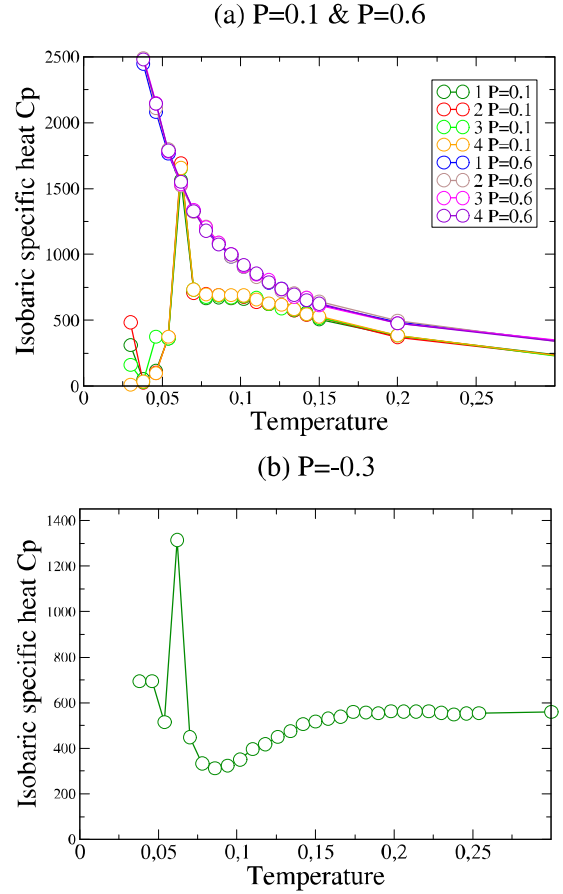 (a) P=0.1 & P=0.6
Isobaric specific heat Cp
2500
2000
1500
1000
500
0
1 P=0.1
2 P=0.1
3 P=0.1
4 P=0.1
1 P=0.6
2 P=0.6
3 P=0.6
4 P=0.6
0 0,05 0,1 0,15 0,2 0,25
Temperature
(b) P=-0.3
Isobaric specific heat Cp
1400
1200
1000
800
600
400
200
0
0 0,05 0,1 0,15 0,2 0,25
Temperature